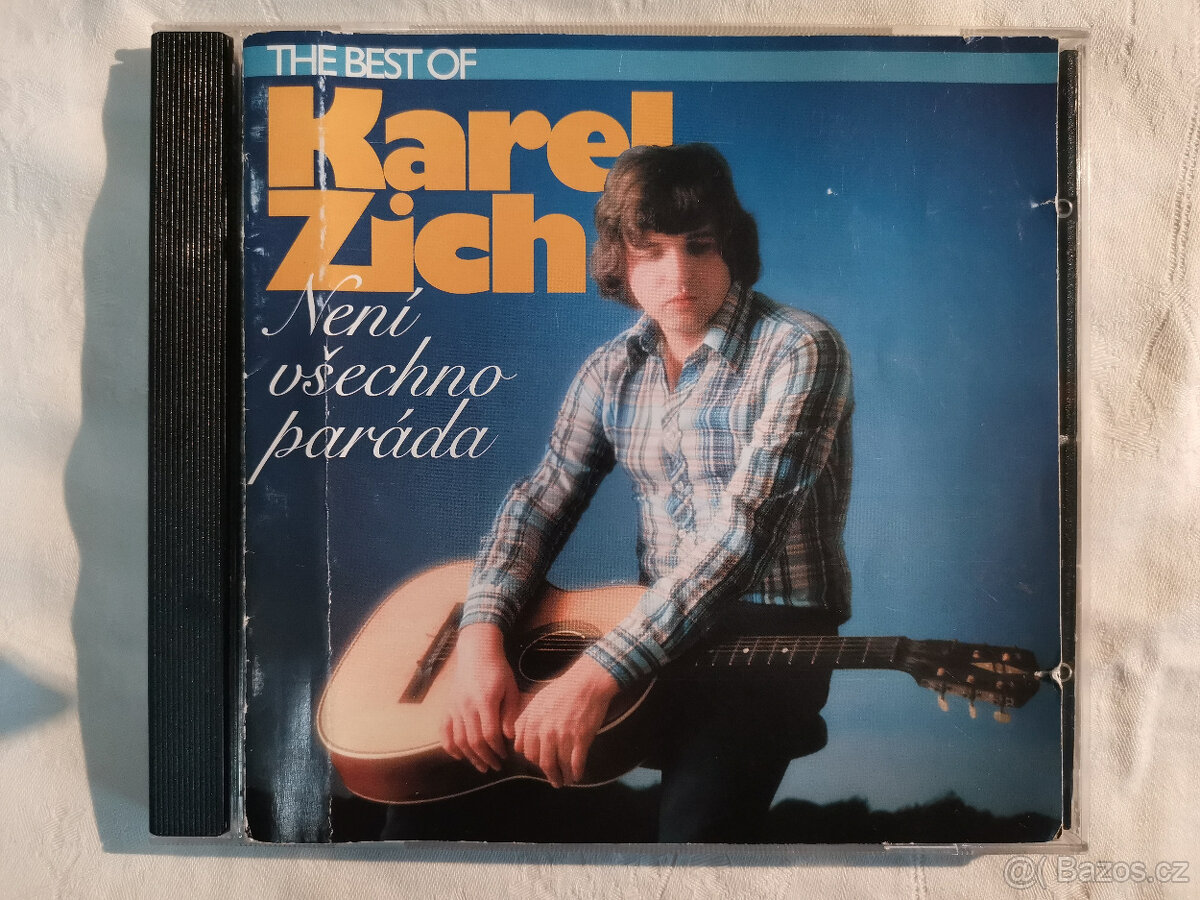 THE BEST OF
Karel
Zich
Není
všechno
paráda
@( Bazos.cz